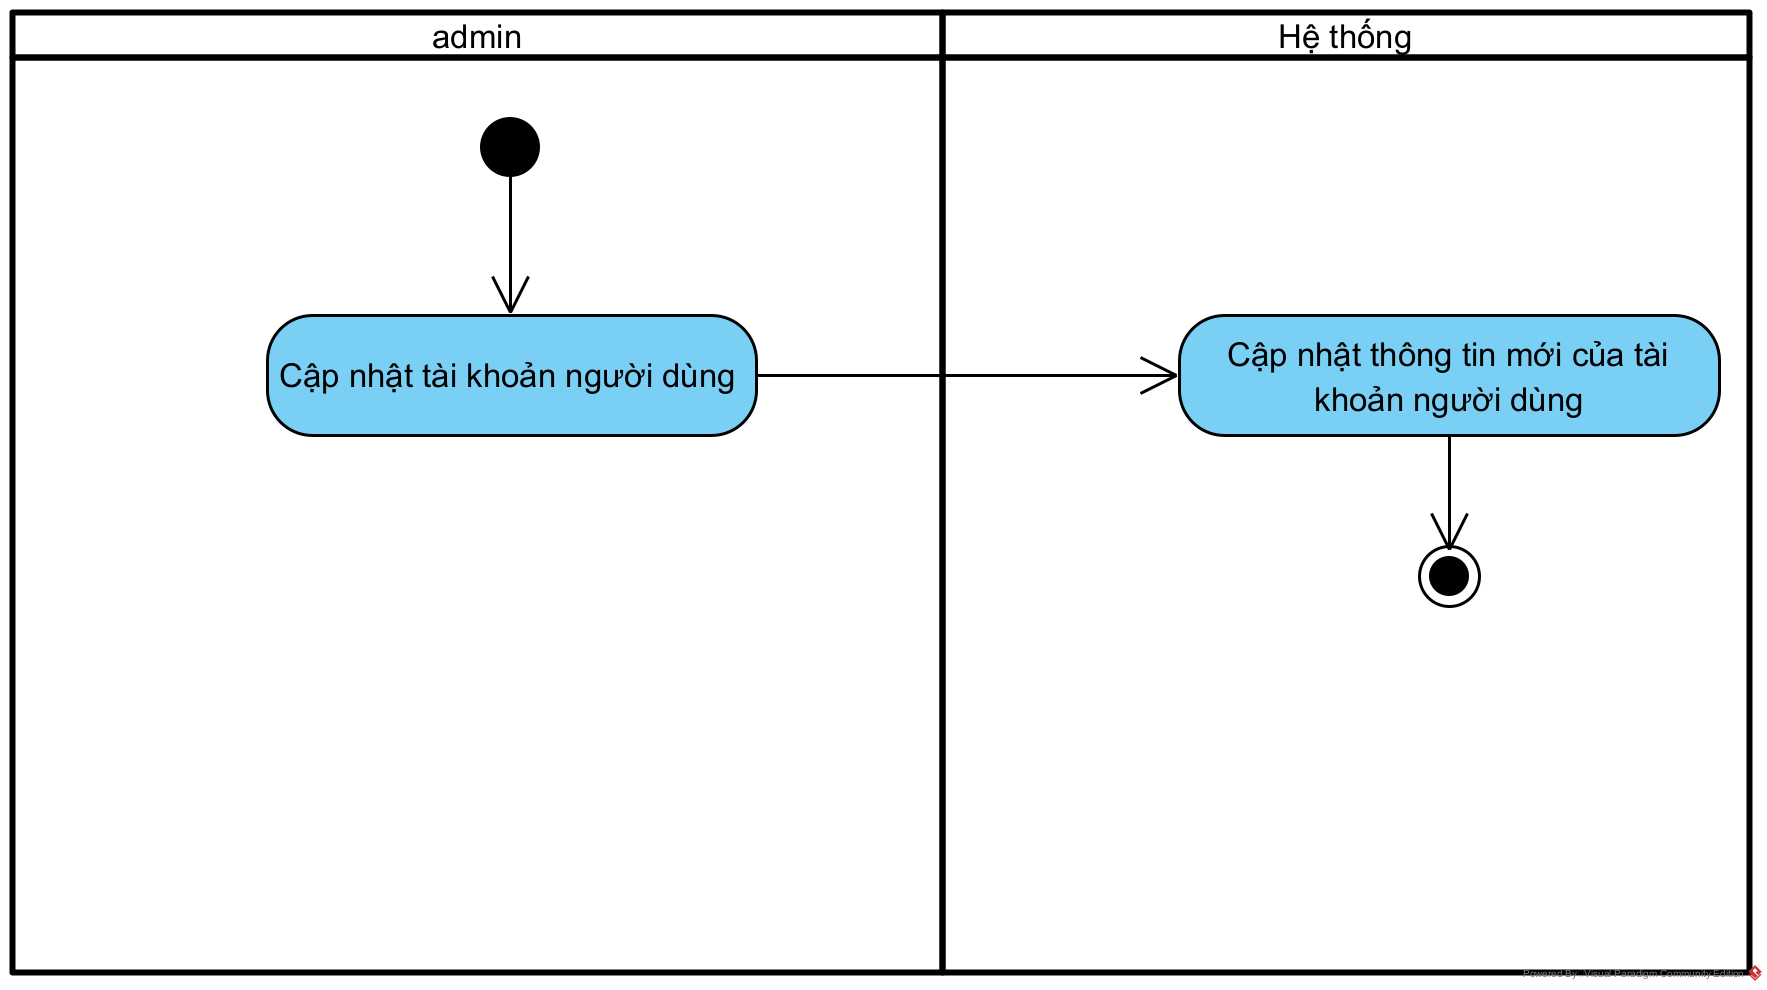 admin
Hệ thống
Cập nhật tài khoản người dùng
Cập nhật thông tin mới của tài
khoản người dùng
Powered By: Visual Paradigm Community Edition